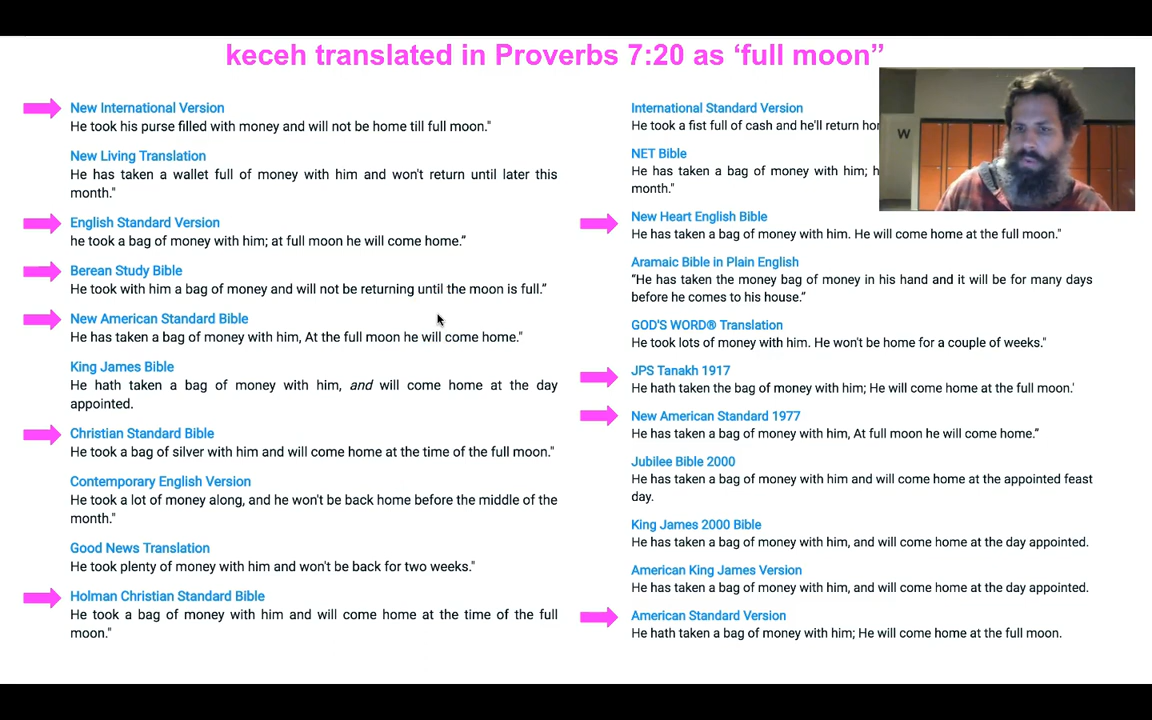 keceh translated in Proverbs 7:20 as ‘full moon”
New International Version
He took his purse filled with money and will not be home till full moon."
New Living Translation
He has taken a wallet full of money with him and won't return until later this
month."
English Standard Version
he took a bag of money with him; at full moon he will come home.”
Berean Study Bible
He took with him a bag of money and will not be returning until the moon is full.”
New American Standard Bible
He has taken a bag of money with him, At the full moon he will come home."
King James Bible
He hath taken a bag of money with him, and will come home at the day
appointed.
Christian Standard Bible
He took a bag of silver with him and will come home at the time of the full moon."
Contemporary English Version
He took a lot of money along, and he won't be back home before the middle of the
month."
Good News Translation
He took plenty of money with him and won't be back for two weeks."
Holman Christian Standard Bible
He took a bag of money with him and will come home at the time of the full
moon."
International Standard Version
He took a fist full of cash and he'll return
NET Bible
He has taken a bag of money with him;
month."
New Heart English Bible
He has taken a bag of money with him. He will come home at the full moon."
Aramaic Bible in Plain English
“He has taken the money bag of money in his hand and it will be for many days
before he comes to his house.”
GOD'S WORD® Translation
He took lots of money with him. He won't be home for a couple of weeks."
JPS Tanakh 1917
He hath taken the bag of money with him; He will come home at the full moon.'
New American Standard 1977
He has taken a bag of money with him, At full moon he will come home.”
Jubilee Bible 2000
He has taken a bag of money with him and will come home at the appointed feast
day.
King James 2000 Bible
He has taken a bag of money with him, and will come home at the day appointed.
American King James Version
He has taken a bag of money with him, and will come home at the day appointed.
American Standard Version
He hath taken a bag of money with him; He will come home at the full moon.
W